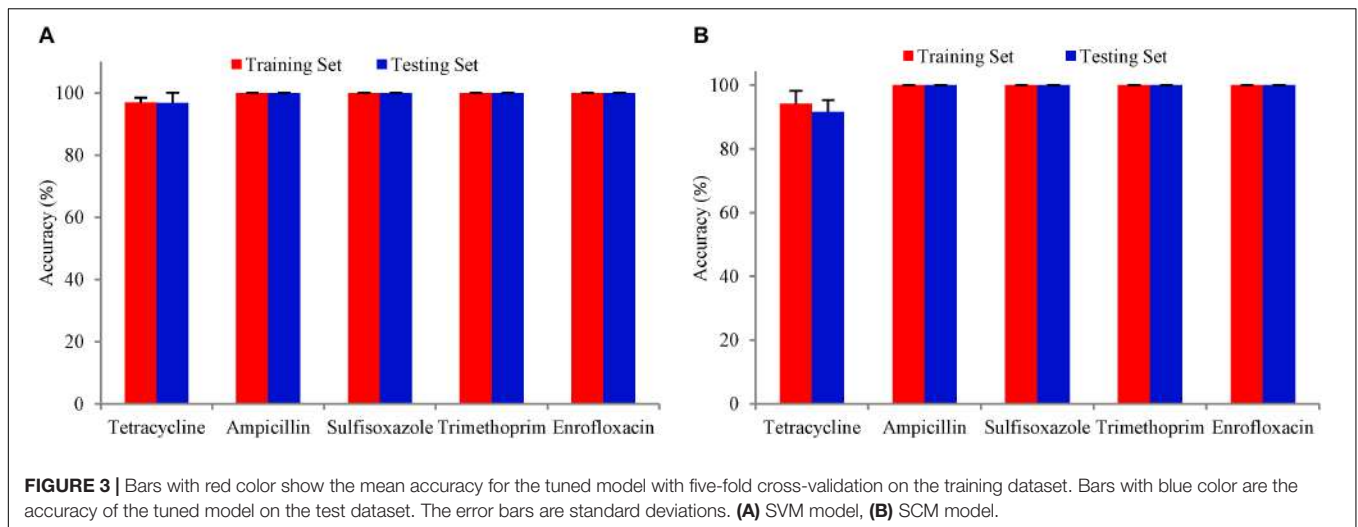 A
Training Set Testing Set
100
80
60
40
20
0
Accuracy (%)
Tetracycline Ampicillin Sulfisoxazole Trimethoprim Enrofloxacin
B
Training Set Testing Set
100
80
60
40
20
0
Accuracy (%)
Tetracycline Ampicillin Sulfisoxazole Trimethoprim Enrofloxacin
FIGURE 3 | Bars with red color show the mean accuracy for the tuned model with five-fold cross-validation on the training dataset. Bars with blue color are the
accuracy of the tuned model on the test dataset. The error bars are standard deviations. (A) SVM model, (B) SCM model.